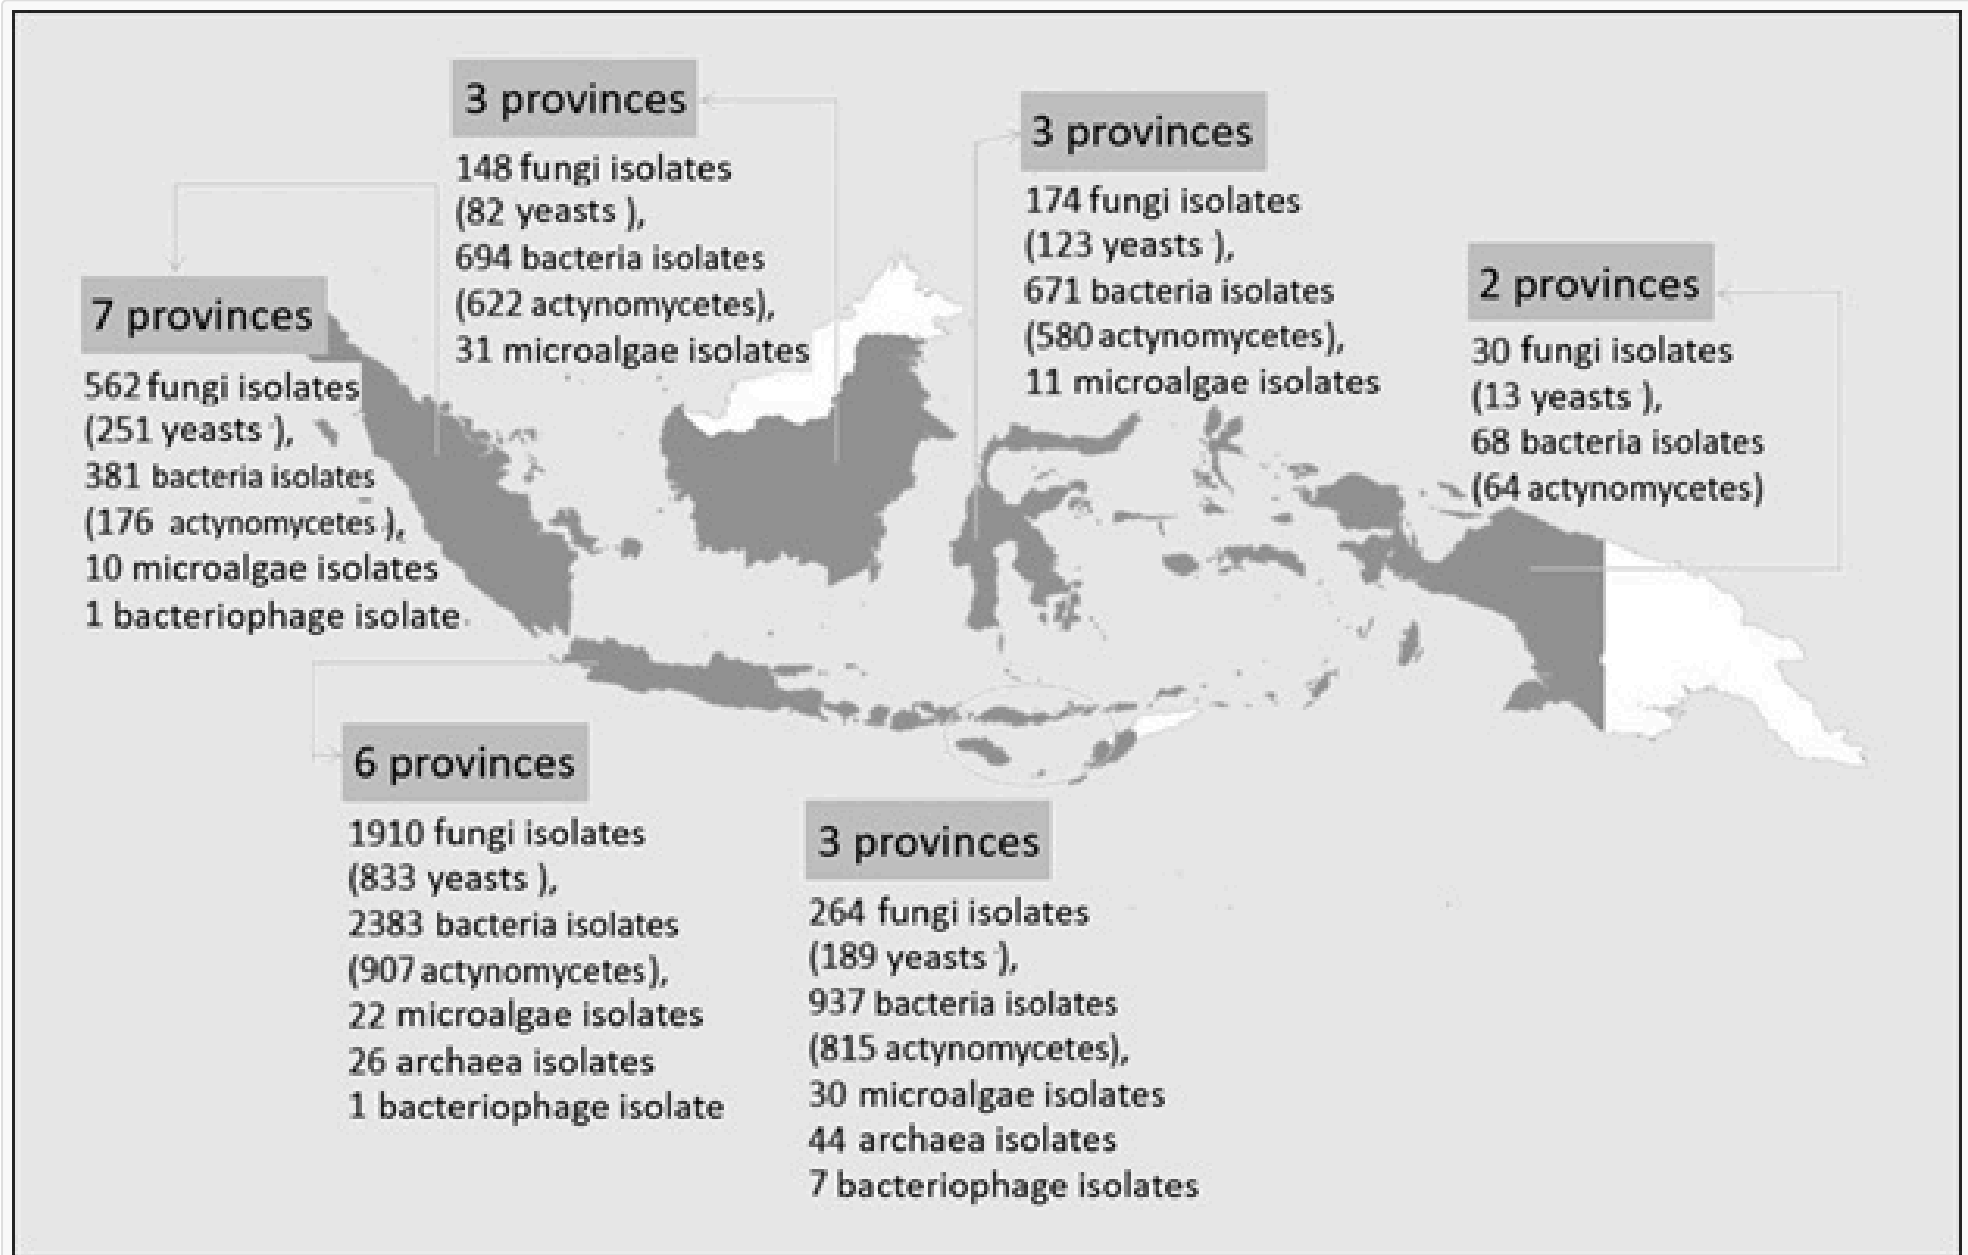 3 provinces
148 fungi isolates
(82 yeasts ),
694 bacteria isolates
(622 actynomycetes),
31 microalgae isolates
3 provinces
174 fungi isolates
(123 yeasts ),
671 bacteria isolates
(580 actynomycetes),
11 microalgae isolates
2 provinces
30 fungi isolates
(13 yeasts ),
68 bacteria isolates
(64 actynomycetes)
7 provinces
562 fungi isolates
(251 yeasts ),
381 bacteria isolates
(176 actynomycetes ),
10 microalgae isolates
1 bacteriophage isolate
6 provinces
1910 fungi isolates
(833 yeasts ),
2383 bacteria isolates
(907 actynomycetes),
22 microalgae isolates
26 archaea isolates
1 bacteriophage isolate
3 provinces
264 fungi isolates
(189 yeasts ),
937 bacteria isolates
(815 actynomycetes),
30 microalgae isolates
44 archaea isolates
7 bacteriophage isolates